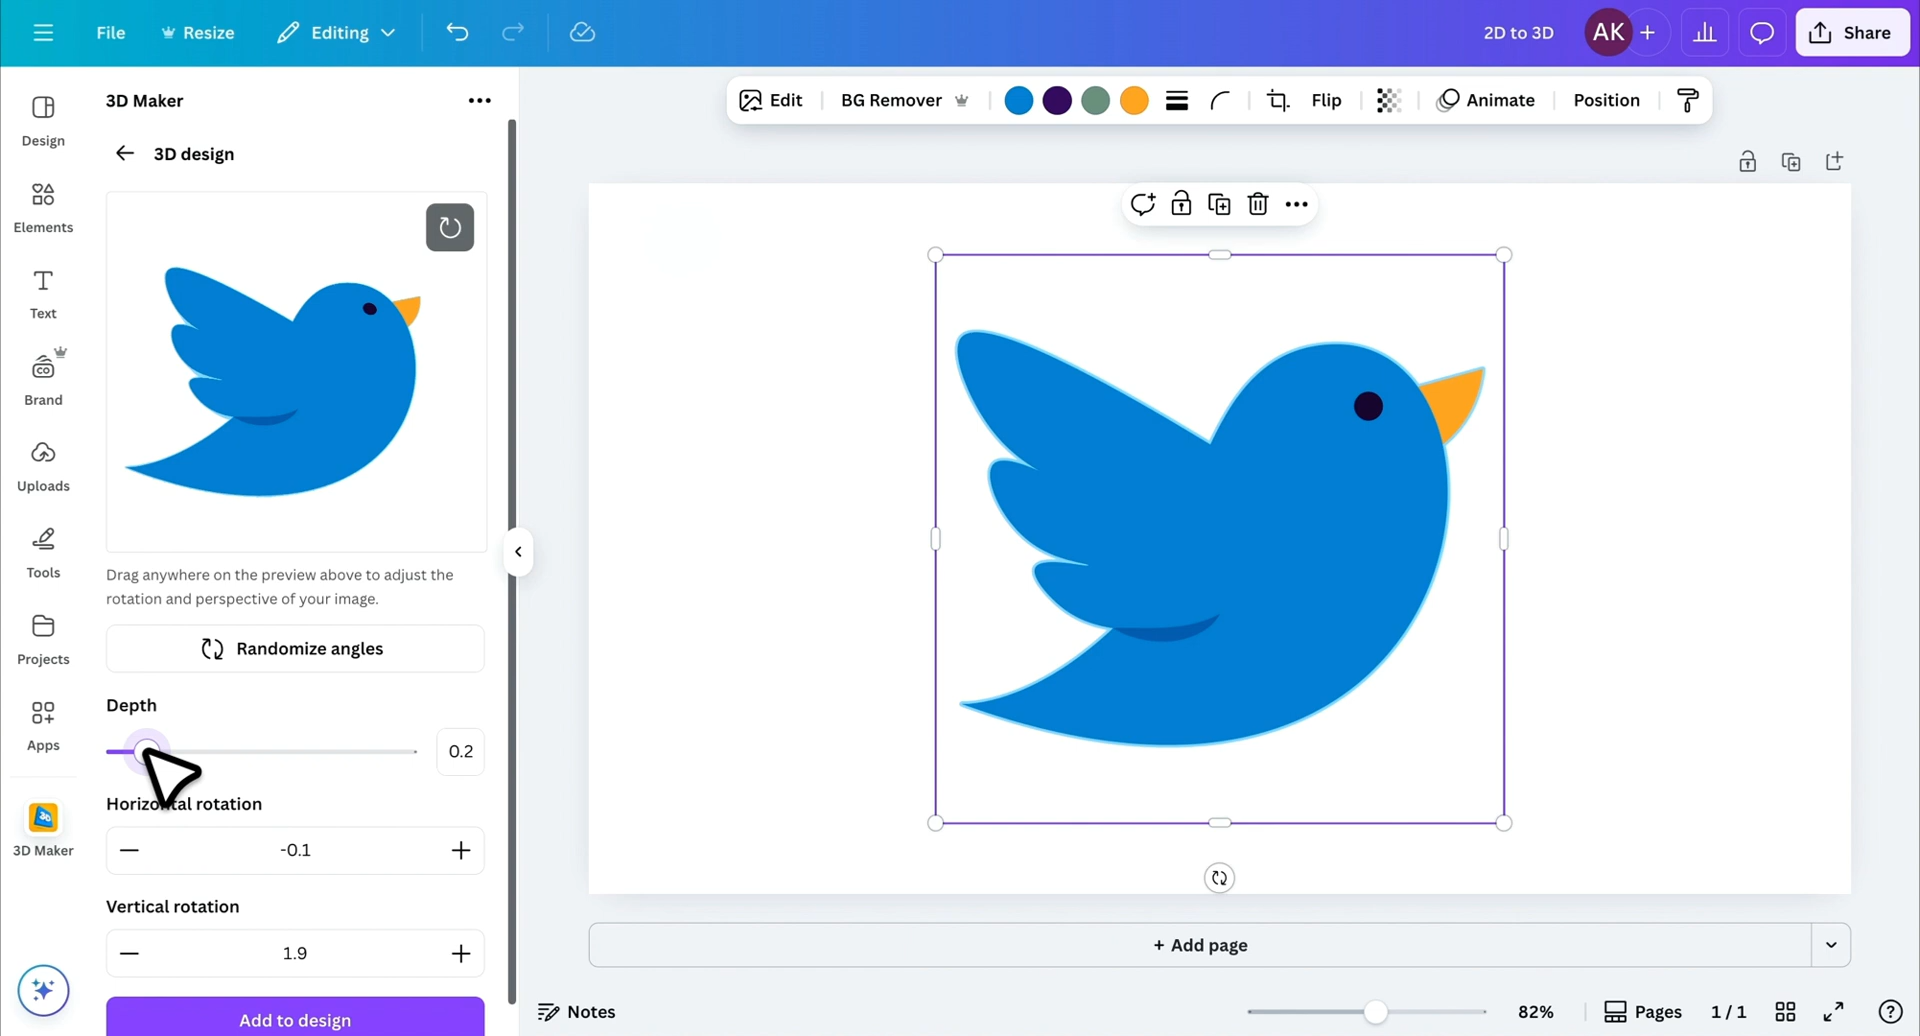 File
Resize
Editing
2D to 3D
AK
Share
Design
Elements
Text
Brand
CO
Uploads
Tools
Projects
Apps
3D
3D Maker
3D Maker
3D design
Drag anywhere on the preview above to adjust the
rotation and perspective of your image.
Randomize angles
Depth
0.2
Horizontal rotation
-0.1
Vertical rotation
1.9
Add to design
Edit
BG Remover
Flip
Animate
Position
+ Add page
Notes
82%
Pages
1 / 1
?